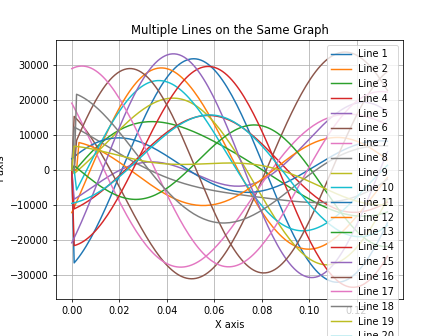 Multiple Lines on the Same Graph
30000
20000
10000
0
−10000
−20000
−30000
0.00
0.02
0.04
0.06
0.08
0.10
X axis
Line 1
Line 2
Line 3
Line 4
Line 5
Line 6
Line 7
Line 8
Line 9
Line 10
Line 11
Line 12
Line 13
Line 14
Line 15
Line 16
Line 17
Line 18
Line 19
Line 20